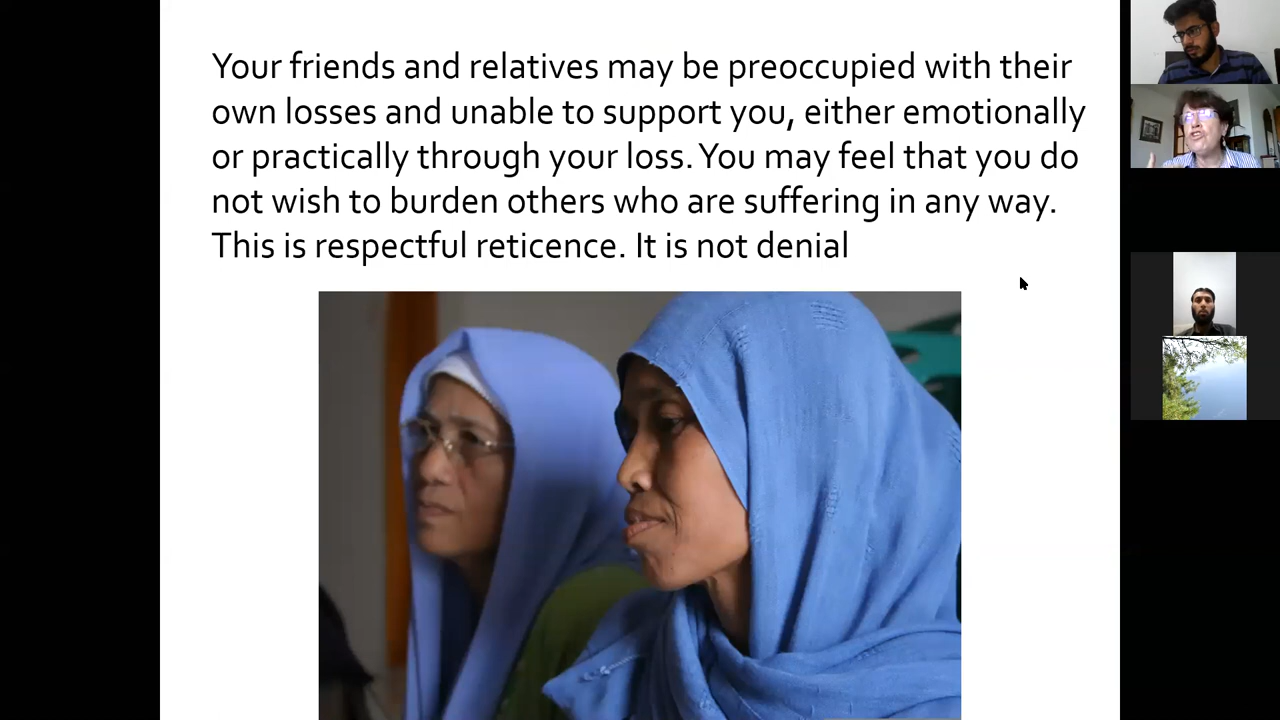 Your friends and relatives may be preoccupied with their
own losses and unable to support you, either emotionally
or practically through your loss. You may feel that you do
not wish to burden others who are suffering in any way.
This is respectful reticence. It is not denial